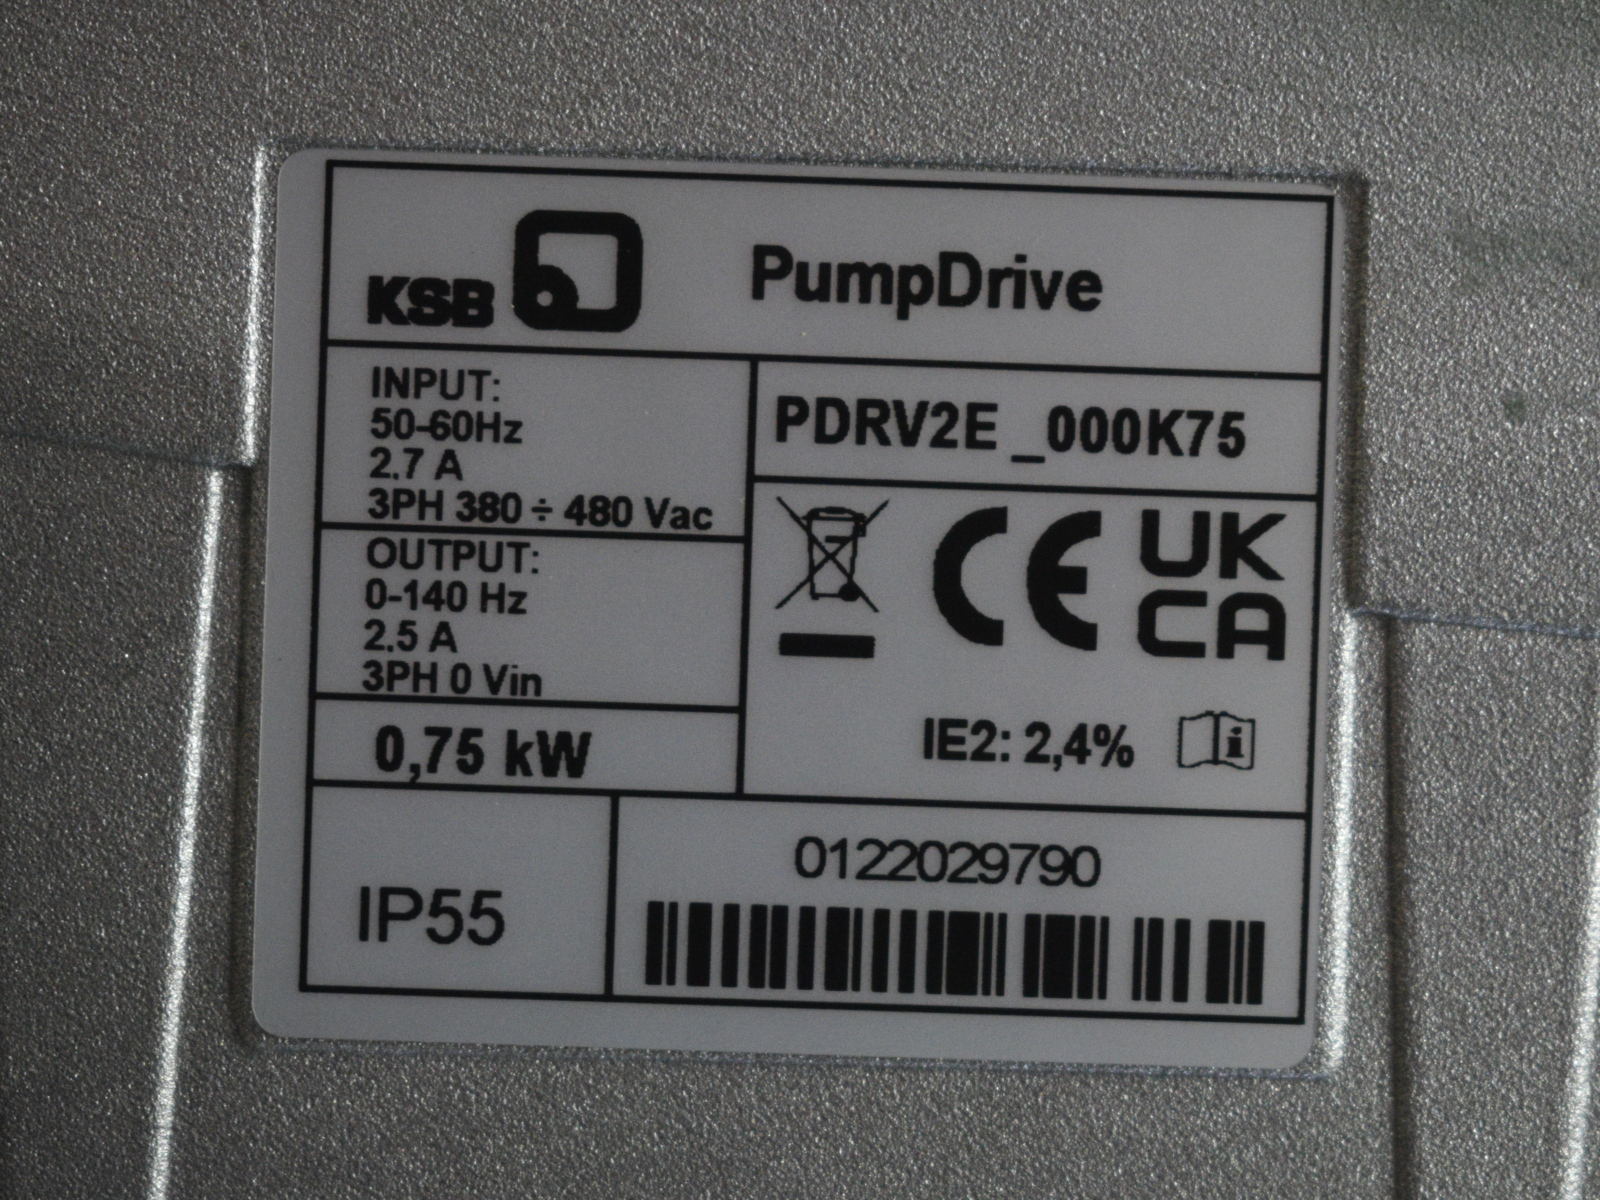 KSB
PumpDrive
INPUT:
50-60Hz
2.7 A
3PH 380 ÷ 480 Vac
OUTPUT:
0-140 Hz
2.5 A
3PH 0 Vin
0,75 kW
PDRV2E _000K75
CE
UK
CA
IE2: 2,4%
i
IP55
0122029790